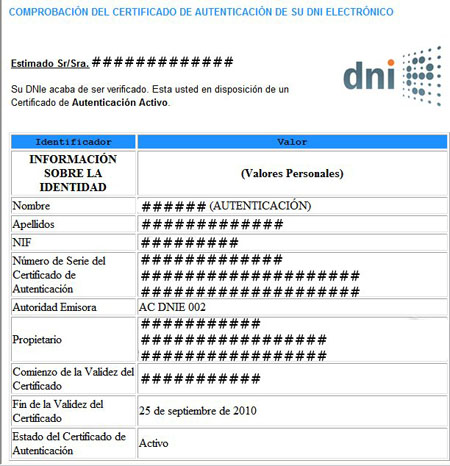 COMPROBACIÓN DEL CERTIFICADO DE AUTENTICACIÓN DE SU DNI ELECTRÓNICO
Estimado Sr/Sra. #############
dni
Su DNIe acaba de ser verificado. Esta usted en disposición de un
Certificado de Autenticación Activo.
Identificador Valor
INFORMACIÓN
SOBRE LA
IDENTIDAD
(Valores Personales)
Nombre ###### (AUTENTICACIÓN)
Apellidos #############
NIF #########
Número de Serie del
Certificado de
Autenticación
#############
####################
####################
Autoridad Emisora AC DNIE 002
Propietario
###########
#################
#################
Comienzo de la Validez del
Certificado
###########
Fin de la Validez del
Certificado
25 de septiembre de 2010
Estado del Certificado de
Autenticación
Activo